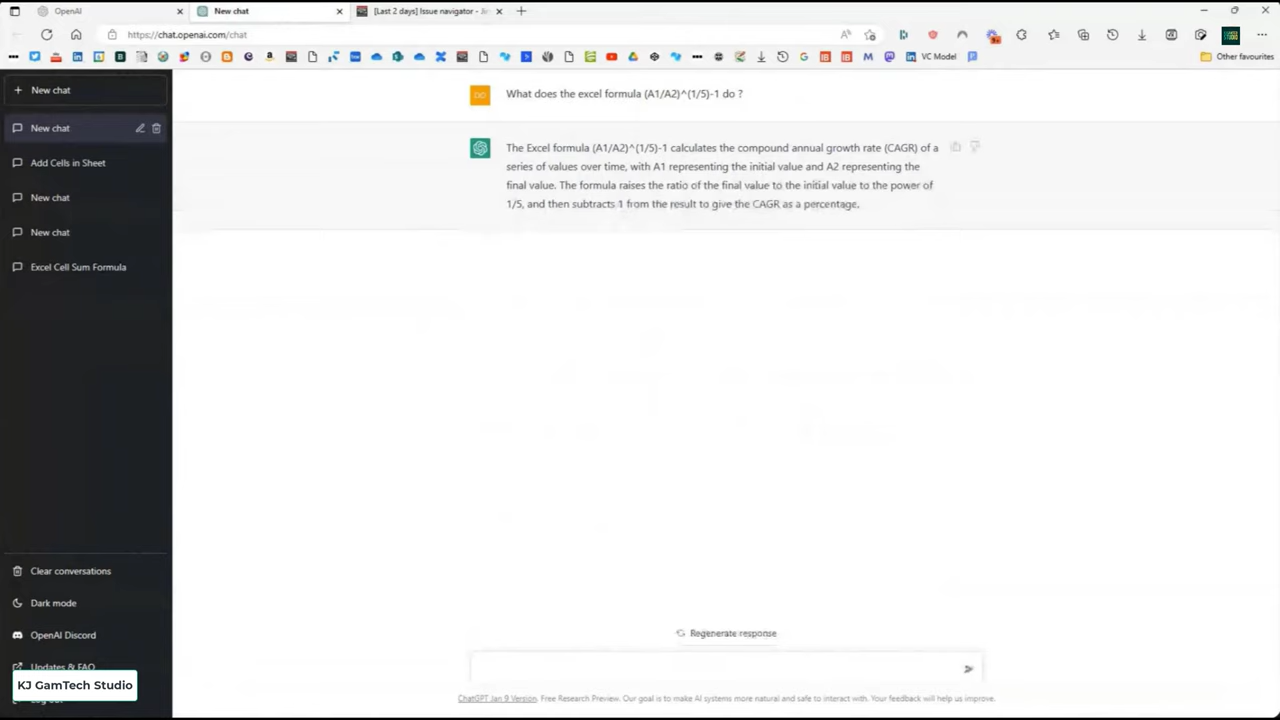 OpenAI
New chat
[Last 2 days] Issue navigator - Ji
https://chat.openai.com/chat
VC Model
Other favourites
New chat
New chat
Add Cells in Sheet
New chat
New chat
Excel Cell Sum Formula
What does the excel formula (A1/A2)^(1/5)-1 do ?
The Excel formula (A1/A2)^(1/5)-1 calculates the compound annual growth rate (CAGR) of a
series of values over time, with A1 representing the initial value and A2 representing the
final value. The formula raises the ratio of the final value to the initial value to the power of
1/5, and then subtracts 1 from the result to give the CAGR as a percentage.
Clear conversations
Dark mode
OpenAI Discord
Updates & FAQ
KJ GamTech Studio
Regenerate response
ChatGPT Jan 9 Version. Free Research Preview. Our goal is to make AI systems more natural and safe to interact with. Your feedback will help us improve.